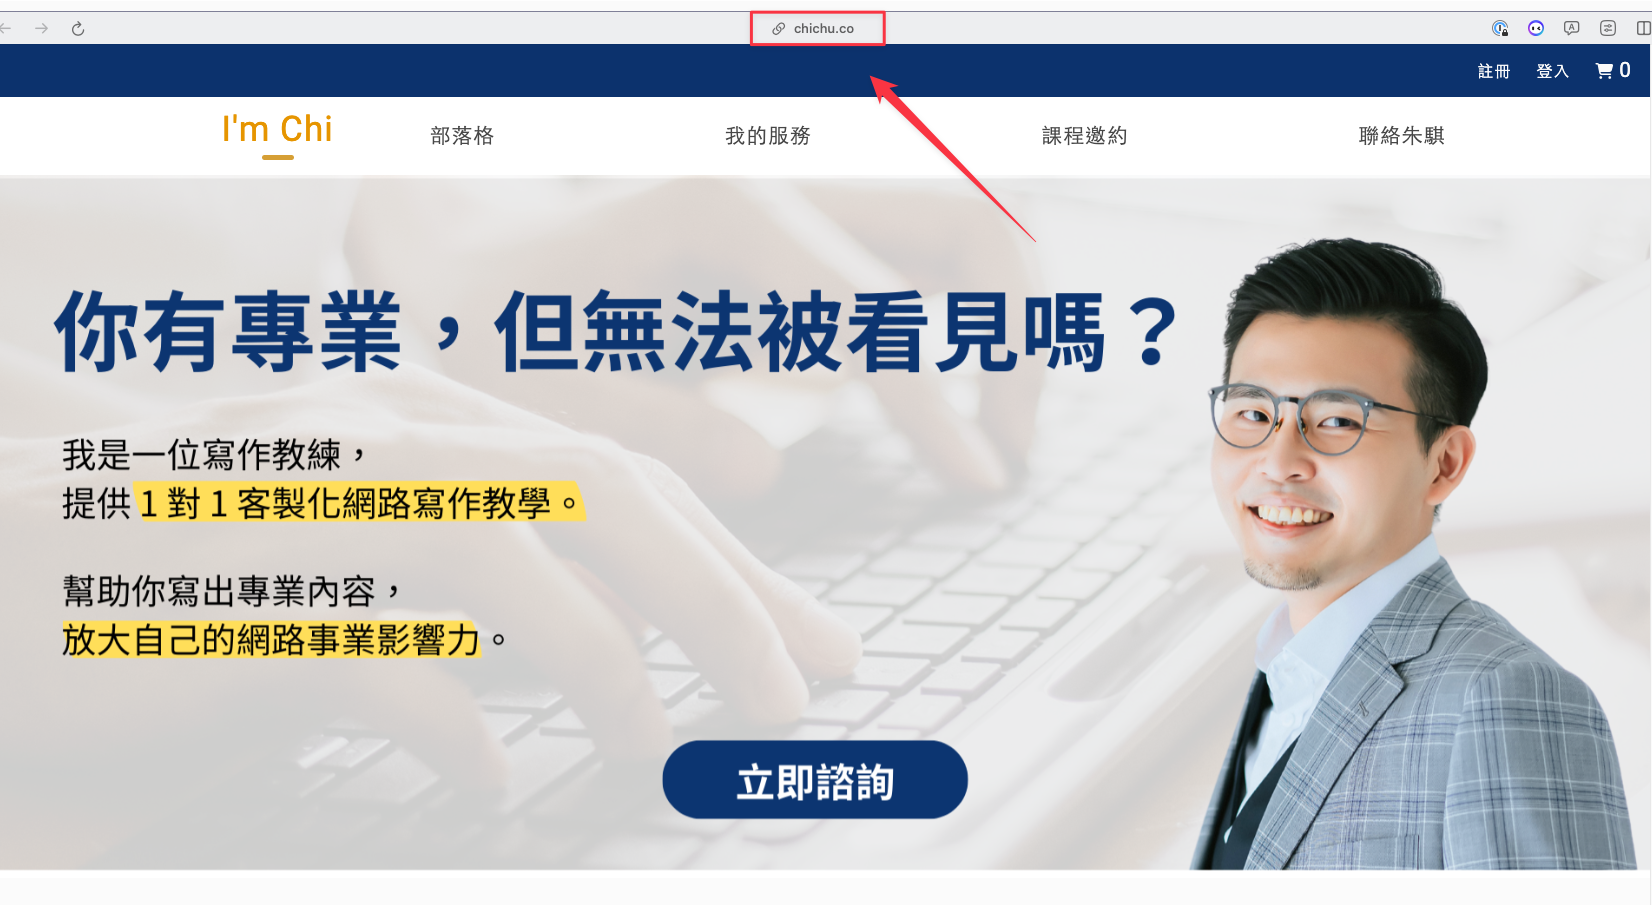 chichu.co
註冊 登入 0
I'm Chi 部落格 我的服務 課程邀約 聯絡朱騏
你有專業，但無法被看見嗎？
我是一位寫作教練，
提供 1 對 1 客製化網路寫作教學。
幫助你寫出專業內容，
放大自己的網路事業影響力。
立即諮詢